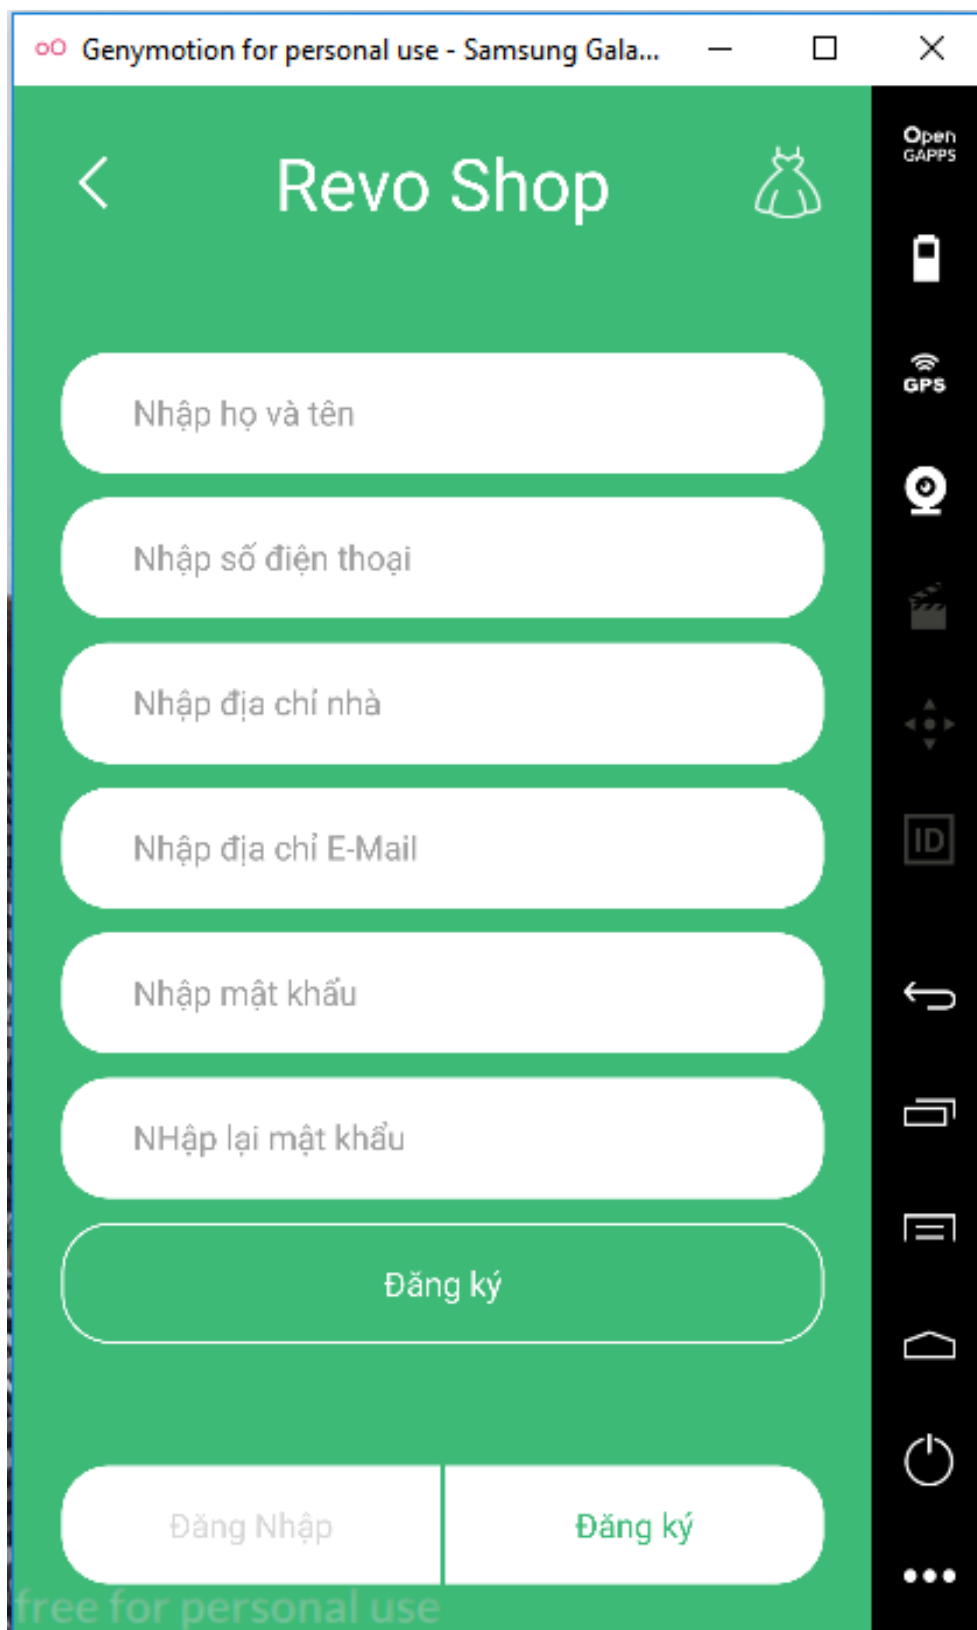 Genymotion for personal use - Samsung Gala...
Open
GAPPS
Revo Shop
GPS
Nhập họ và tên
Nhập số điện thoại
Nhập địa chỉ nhà
ID
Nhập địa chỉ E-Mail
Nhập mật khẩu
NHập lại mật khẩu
Đăng ký
Đăng Nhập
Đăng ký
free for personal use